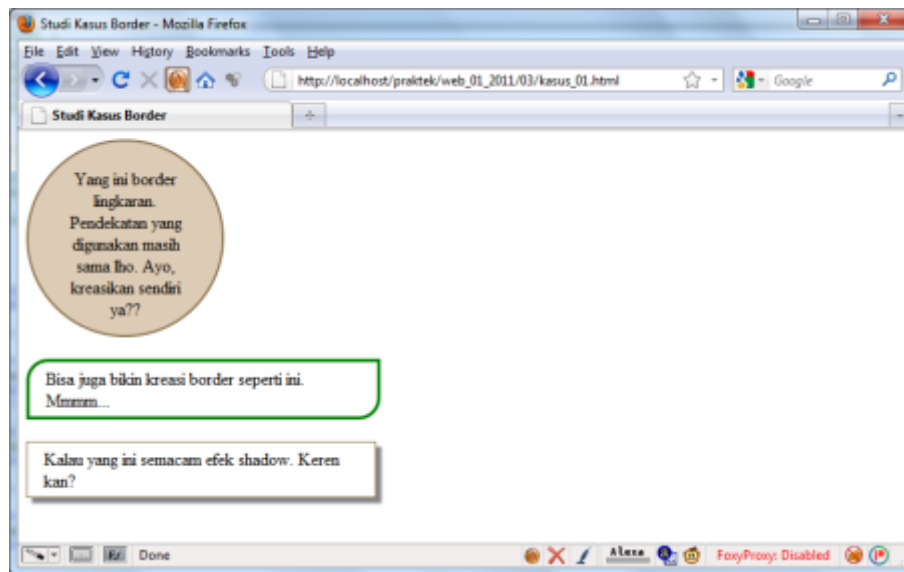 Studi Kasus Border - Mozilla Firefox
File Edit View History Bookmarks Tools Help
http://localhost/praktek/web_01_2011/03/kasus_01.html
Google
Studi Kasus Border
Yang ini border
lingkaran.
Pendekatan yang
digunakan masih
sama lho. Ayo,
kreasikan sendiri
ya??
Bisa juga bikin kreasi border seperti ini.
Mmmm...
Kalau yang ini semacam efek shadow. Keren
kan?
Done
Alexa
FoxyProxy: Disabled